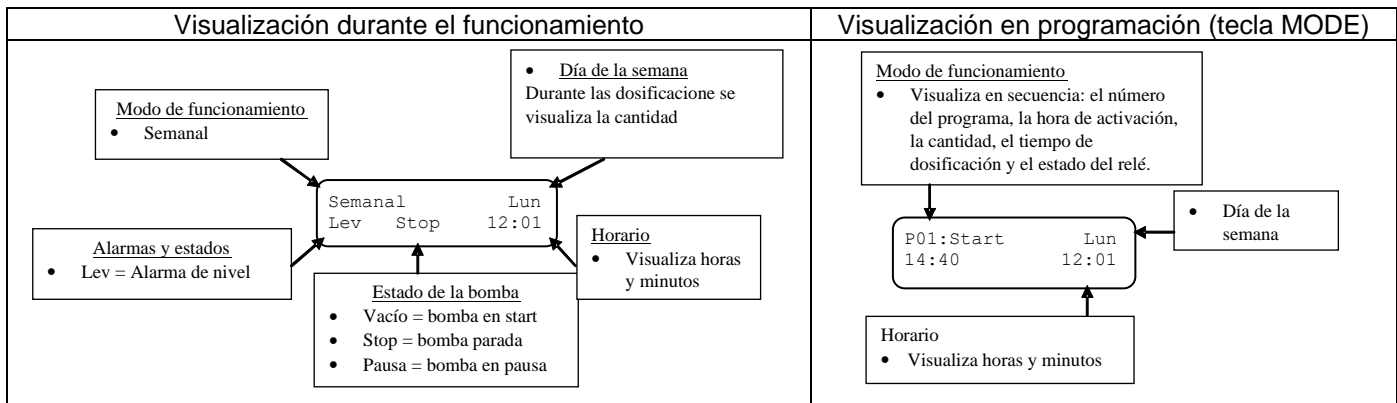 Visualización durante el funcionamiento
Modo de funcionamiento
• Semanal
• Día de la semana
Durante las dosificacione se
visualiza la cantidad
Semanal Lun
Lev Stop 12:01
Alarmas y estados
• Lev = Alarma de nivel
Estado de la bomba
• Vacío = bomba en start
• Stop = bomba parada
• Pausa = bomba en pausa
Horario
• Visualiza horas
y minutos
Visualización en programación (tecla MODE)
Modo de funcionamiento
• Visualiza en secuencia: el número
del programa, la hora de activación,
la cantidad, el tiempo de
dosificación y el estado del relé.
P01:Start Lun
14:40 12:01
• Día de la
semana
Horario
• Visualiza horas y minutos